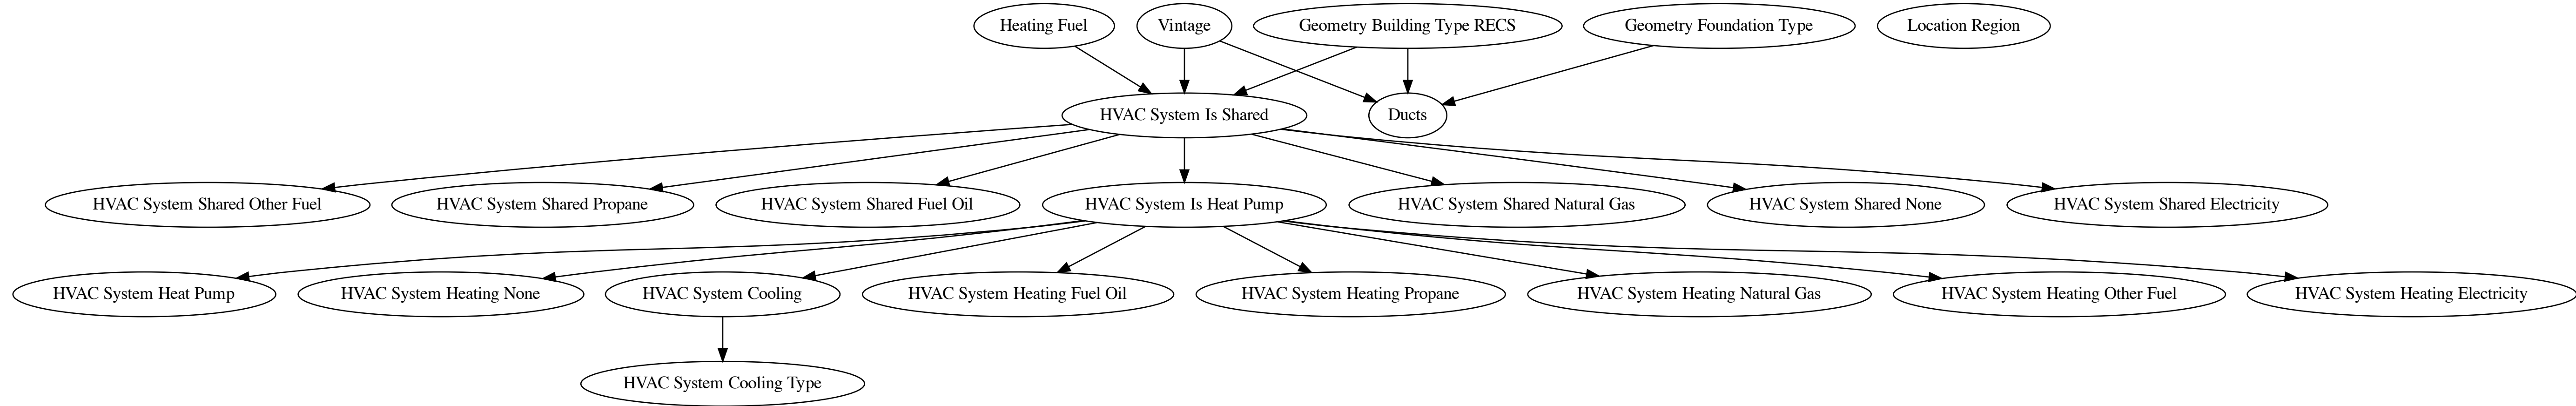 Heating Fuel
Vintage
Geometry Building Type RECS
Geometry Foundation Type
Location Region
HVAC System Is Shared
Ducts
HVAC System Shared Other Fuel
HVAC System Shared Propane
HVAC System Shared Fuel Oil
HVAC System Is Heat Pump
HVAC System Shared Natural Gas
HVAC System Shared None
HVAC System Shared Electricity
HVAC System Heat Pump
HVAC System Heating None
HVAC System Cooling
HVAC System Heating Fuel Oil
HVAC System Heating Propane
HVAC System Heating Natural Gas
HVAC System Heating Other Fuel
HVAC System Heating Electricity
HVAC System Cooling Type